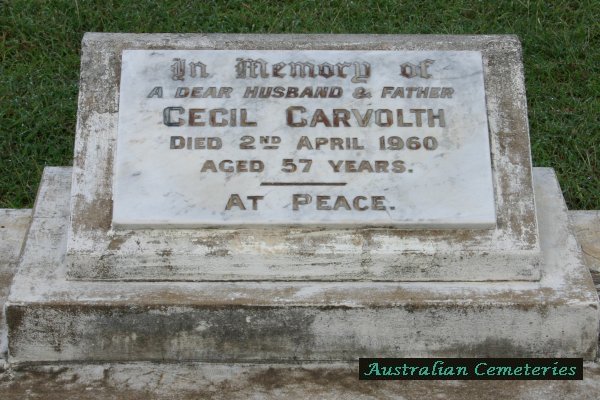 In Memory of
A DEAR HUSBAND & FATHER
CECIL CARVOLTH
DIED 2ND APRIL 1960
AGED 57 YEARS.
AT PEACE.
Australian Cemeteries